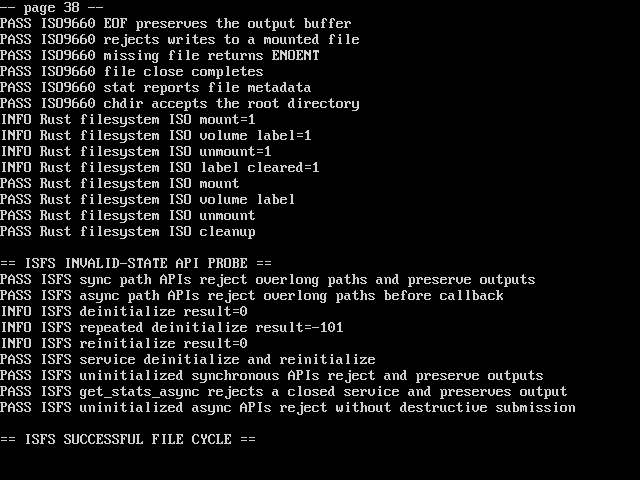 -- page 38 --
PASS ISO9660 EOF preserves the output buffer
PASS ISO9660 rejects writes to a mounted file
PASS ISO9660 missing file returns ENOENT
PASS ISO9660 file close completes
PASS ISO9660 stat reports file metadata
PASS ISO9660 chdir accepts the root directory
INFO Rust filesystem ISO mount=1
INFO Rust filesystem ISO volume label=1
INFO Rust filesystem ISO unmount=1
INFO Rust filesystem ISO label cleared=1
PASS Rust filesystem ISO mount
PASS Rust filesystem ISO volume label
PASS Rust filesystem ISO unmount
PASS Rust filesystem ISO cleanup
== ISFS INVALID-STATE API PROBE ==
PASS ISFS sync path APIs reject overlong paths and preserve outputs
PASS ISFS async path APIs reject overlong paths before callback
INFO ISFS deinitialize result=0
INFO ISFS repeated deinitialize result=-101
INFO ISFS reinitialize result=0
PASS ISFS service deinitialize and reinitialize
PASS ISFS uninitialized synchronous APIs reject and preserve outputs
PASS ISFS get_stats_async rejects a closed service and preserves output
PASS ISFS uninitialized async APIs reject without destructive submission
== ISFS SUCCESSFUL FILE CYCLE ==